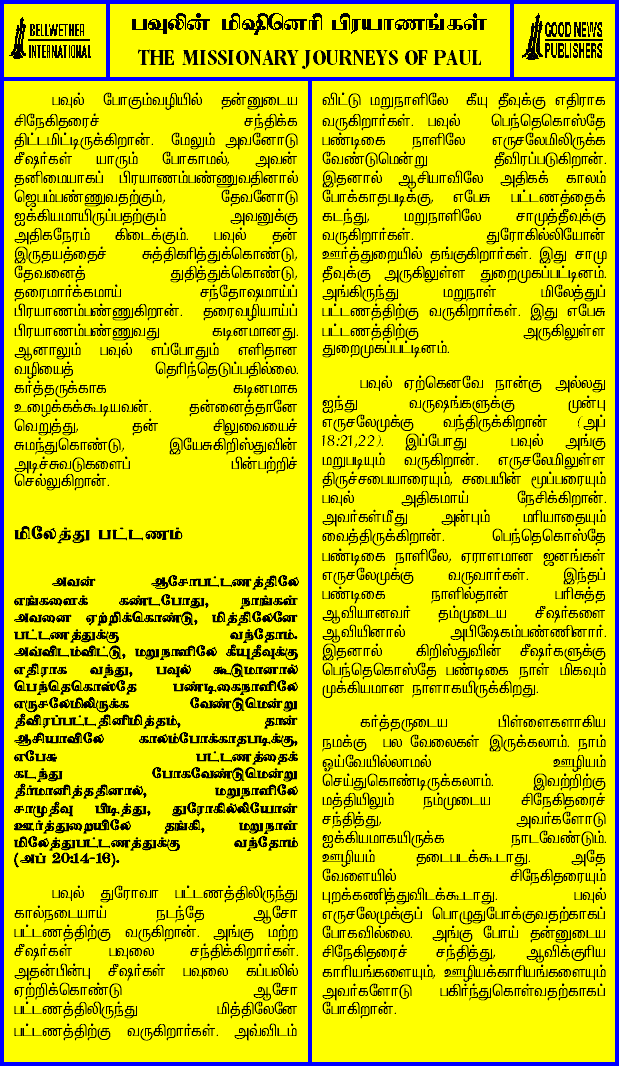 BELLWETHER
INTERNATIONAL
பவுலின் மிஷினெரி பிரயாணங்கள்
THE MISSIONARY JOURNEYS OF PAUL
GOOD NEWS
PUBLISHERS
பவுல் போகும்வழியில் தன்னுடைய
சிநேகிதரைச் சந்திக்க
திட்டமிட்டிருக்கிறான். மேலும் அவனோடு
சீஷர்கள் யாரும் போகாமல், அவன்
தனிமையாகப் பிரயாணம்பண்ணுவதினால்
ஜெபம்பண்ணுவதற்கும், தேவனோடு
ஐக்கியமாயிருப்பதற்கும் அவனுக்கு
அதிகநேரம் கிடைக்கும். பவுல் தன்
இருதயத்தைச் சுத்திகரித்துக்கொண்டு,
தேவனைத் துதித்துக்கொண்டு,
தரைமார்க்கமாய் சந்தோஷமாய்ப்
பிரயாணம்பண்ணுகிறான். தரைவழியாய்ப்
பிரயாணம்பண்ணுவது கடினமானது.
ஆனாலும் பவுல் எப்போதும் எளிதான
வழியைத் தெரிந்தெடுப்பதில்லை.
கர்த்தருக்காக கடினமாக
உழைக்கக்கூடியவன். தன்னைத்தானே
வெறுத்து, தன் சிலுவையைச்
சுமந்துகொண்டு, இயேசுகிறிஸ்துவின்
அடிச்சுவடுகளைப் பின்பற்றிச்
செல்லுகிறான்.
மிலேத்து பட்டணம்
அவன் ஆசோபட்டணத்திலே
எங்களைக் கண்டபோது, நாங்கள்
அவனை ஏற்றிக்கொண்டு, மித்திலேனே
பட்டணத்துக்கு வந்தோம்.
அவ்விடம்விட்டு, மறுநாளிலே கீயுதீவுக்கு
எதிராக வந்து, பவுல் கூடுமானால்
பெந்தெகொஸ்தே பண்டிகைநாளிலே
எருசலேமிலிருக்க வேண்டுமென்று
தீவிரப்பட்டதினிமித்தம், தான்
ஆசியாவிலே காலம்போக்காதபடிக்கு,
எபேசு பட்டணத்தைக்
கடந்து போகவேண்டுமென்று
தீர்மானித்ததினால், மறுநாளிலே
சாமுதீவு பிடித்து, துரோகில்லியோன்
ஊர்த்துறையிலே தங்கி, மறுநாள்
மிலேத்துபட்டணத்துக்கு வந்தோம்
(அப் 20:14-16).
பவுல் துரோவா பட்டணத்திலிருந்து
கால்நடையாய் நடந்தே ஆசோ
பட்டணத்திற்கு வருகிறான். அங்கு மற்ற
சீஷர்கள் பவுலை சந்திக்கிறார்கள்.
அதன்பின்பு சீஷர்கள் பவுலை கப்பலில்
ஏற்றிக்கொண்டு ஆசோ
பட்டணத்திலிருந்து மித்திலேனே
பட்டணத்திற்கு வருகிறார்கள். அவ்விடம்
விட்டு மறுநாளிலே கீயு தீவுக்கு எதிராக
வருகிறார்கள். பவுல் பெந்தெகொஸ்தே
பண்டிகை நாளிலே எருசலேமிலிருக்க
வேண்டுமென்று தீவிரப்படுகிறான்.
இதனால் ஆசியாவிலே அதிகக் காலம்
போக்காதபடிக்கு, எபேசு பட்டணத்தைக்
கடந்து, மறுநாளிலே சாமுத்தீவுக்கு
வருகிறார்கள். துரோகில்லியோன்
ஊர்த்துறையில் தங்குகிறார்கள். இது சாமு
தீவுக்கு அருகிலுள்ள துறைமுகப்பட்டினம்.
அங்கிருந்து மறுநாள் மிலேத்துப்
பட்டணத்திற்கு வருகிறார்கள். இது எபேசு
பட்டணத்திற்கு அருகிலுள்ள
துறைமுகப்பட்டினம்.
பவுல் ஏற்கெனவே நான்கு அல்லது
ஐந்து வருஷங்களுக்கு முன்பு
எருசலேமுக்கு வந்திருக்கிறான் (அப்
18:21,22). இப்போது பவுல் அங்கு
மறுபடியும் வருகிறான். எருசலேமிலுள்ள
திருச்சபையாரையும், சபையின் மூப்பரையும்
பவுல் அதிகமாய் நேசிக்கிறான்.
அவர்கள்மீது அன்பும் மரியாதையும்
வைத்திருக்கிறான். பெந்தெகொஸ்தே
பண்டிகை நாளிலே, ஏராளமான ஜனங்கள்
எருசலேமுக்கு வருவார்கள். இந்தப்
பண்டிகை நாளில்தான் பரிசுத்த
ஆவியானவர் தம்முடைய சீஷர்களை
ஆவியினால் அபிஷேகம்பண்ணினார்.
இதனால் கிறிஸ்துவின் சீஷர்களுக்கு
பெந்தெகொஸ்தே பண்டிகை நாள் மிகவும்
முக்கியமான நாளாகயிருக்கிறது.
கர்த்தருடைய பிள்ளைகளாகிய
நமக்கு பல வேலைகள் இருக்கலாம். நாம்
ஓய்வேயில்லாமல் ஊழியம்
செய்துகொண்டிருக்கலாம். இவற்றிற்கு
மத்தியிலும் நம்முடைய சிநேகிதரைச்
சந்தித்து, அவர்களோடு
ஐக்கியமாகயிருக்க நாடவேண்டும்.
ஊழியம் தடைபடக்கூடாது. அதே
வேளையில் சிநேகிதரையும்
புறக்கணித்துவிடக்கூடாது. பவுல்
எருசலேமுக்குப் பொழுதுபோக்குவதற்காகப்
போகவில்லை. அங்கு போய் தன்னுடைய
சிநேகிதரைச் சந்தித்து, ஆவிக்குரிய
காரியங்களையும், ஊழியக்காரியங்களையும்
அவர்களோடு பகிர்ந்துகொள்வதற்காகப்
போகிறான்.